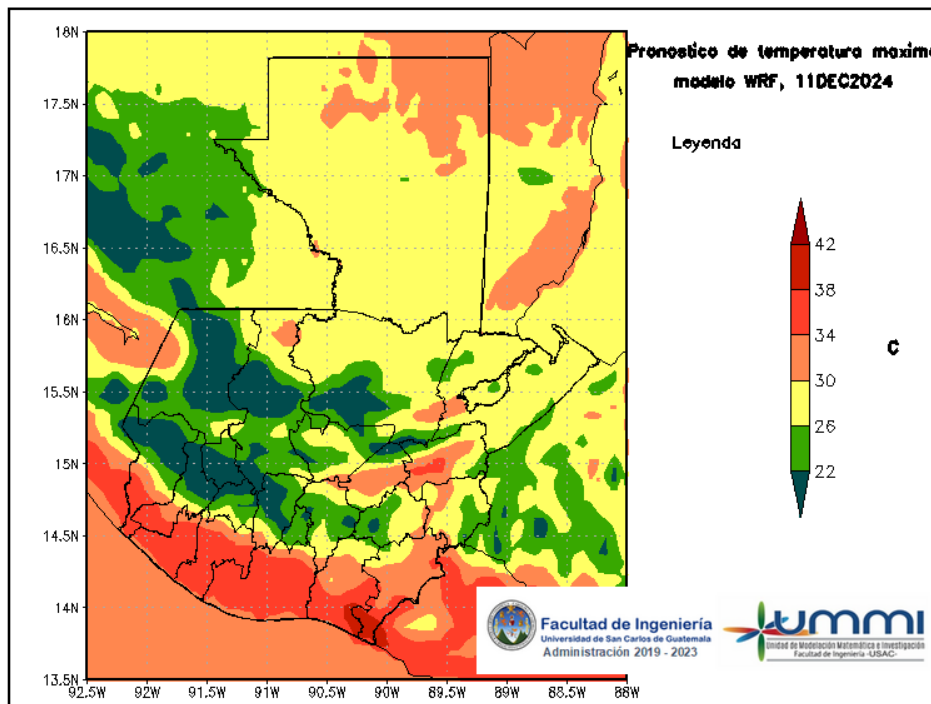 Pronostico de temperatura maxima
modelo WRF, 11DEC2024
Leyenda
42
38
34
30
26
22
C
18N
17.5N
17N
16.5N
16N
15.5N
15N
14.5N
14N
13.5N
92.5W
92W
91.5W
91W
90.5W
90W
89.5W
89W
88.5W
88W
Facultad de Ingeniería
Universidad de San Carlos de Guatemala
Administración 2019 - 2023
UMMI
Unidad de Modelación Matemática e Investigación
Facultad de Ingeniería -USAC-